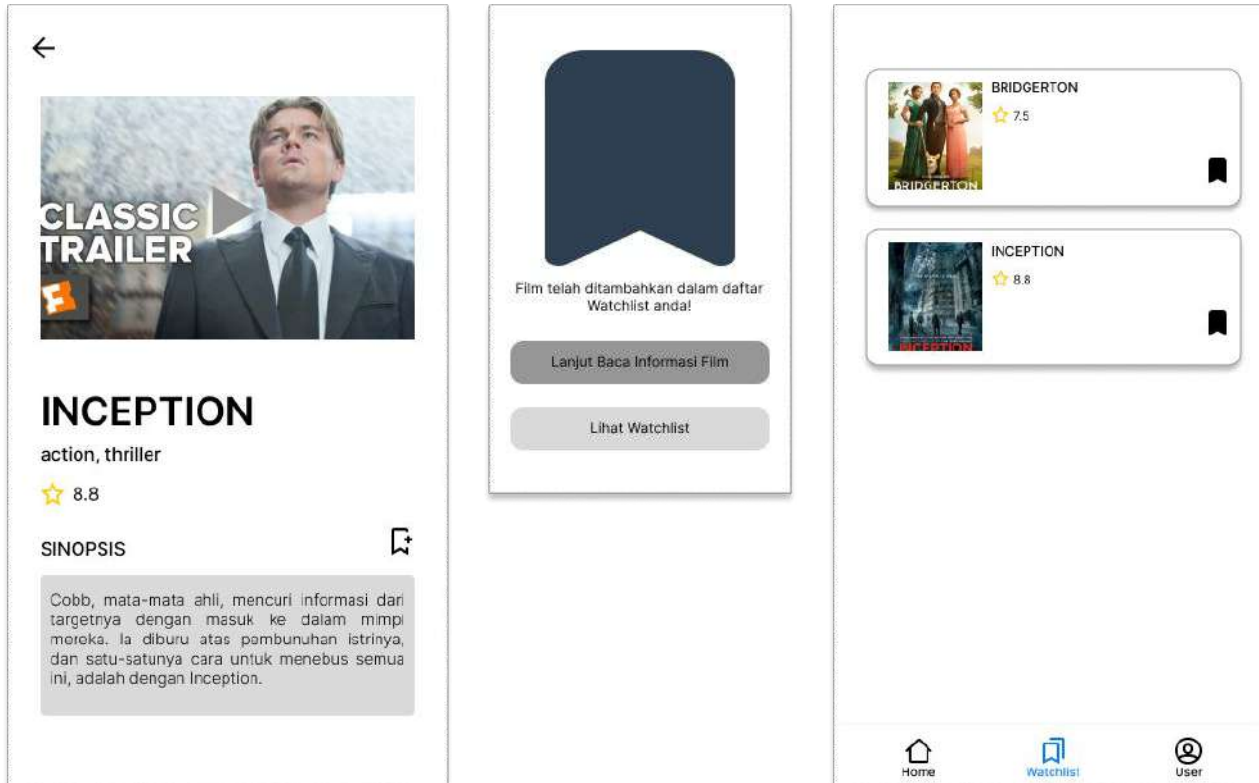 CLASSIC
TRAILER
INCEPTION
action, thriller
8.8
SINOPSIS
Cobb, mata-mata ahli, mencuri informasi dari
targetnya dengan masuk ke dalam mimpi
mereka. Ia diburu atas pembunuhan istrinya,
dan satu-satunya cara untuk menebus semua
ini, adalah dengan Inception.
Film telah ditambahkan dalam daftar
Watchlist anda!
Lanjut Baca Informasi Film
Lihat Watchlist
BRIDGERTON
7.5
BRIDGERTON
INCEPTION
8.8
INCEPTION
Home
Watchlist
User